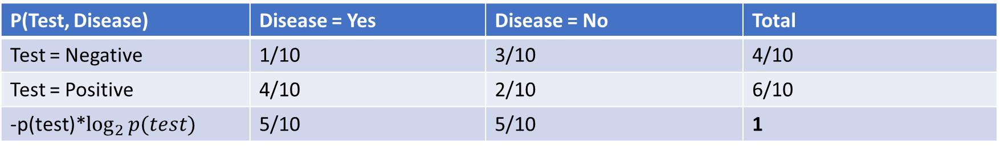 P(Test, Disease) Disease = Yes Disease = No Total
Test = Negative 1/10 3/10 4/10
Test = Positive 4/10 2/10 6/10
-p(test)*log₂ p(test) 5/10 5/10 1